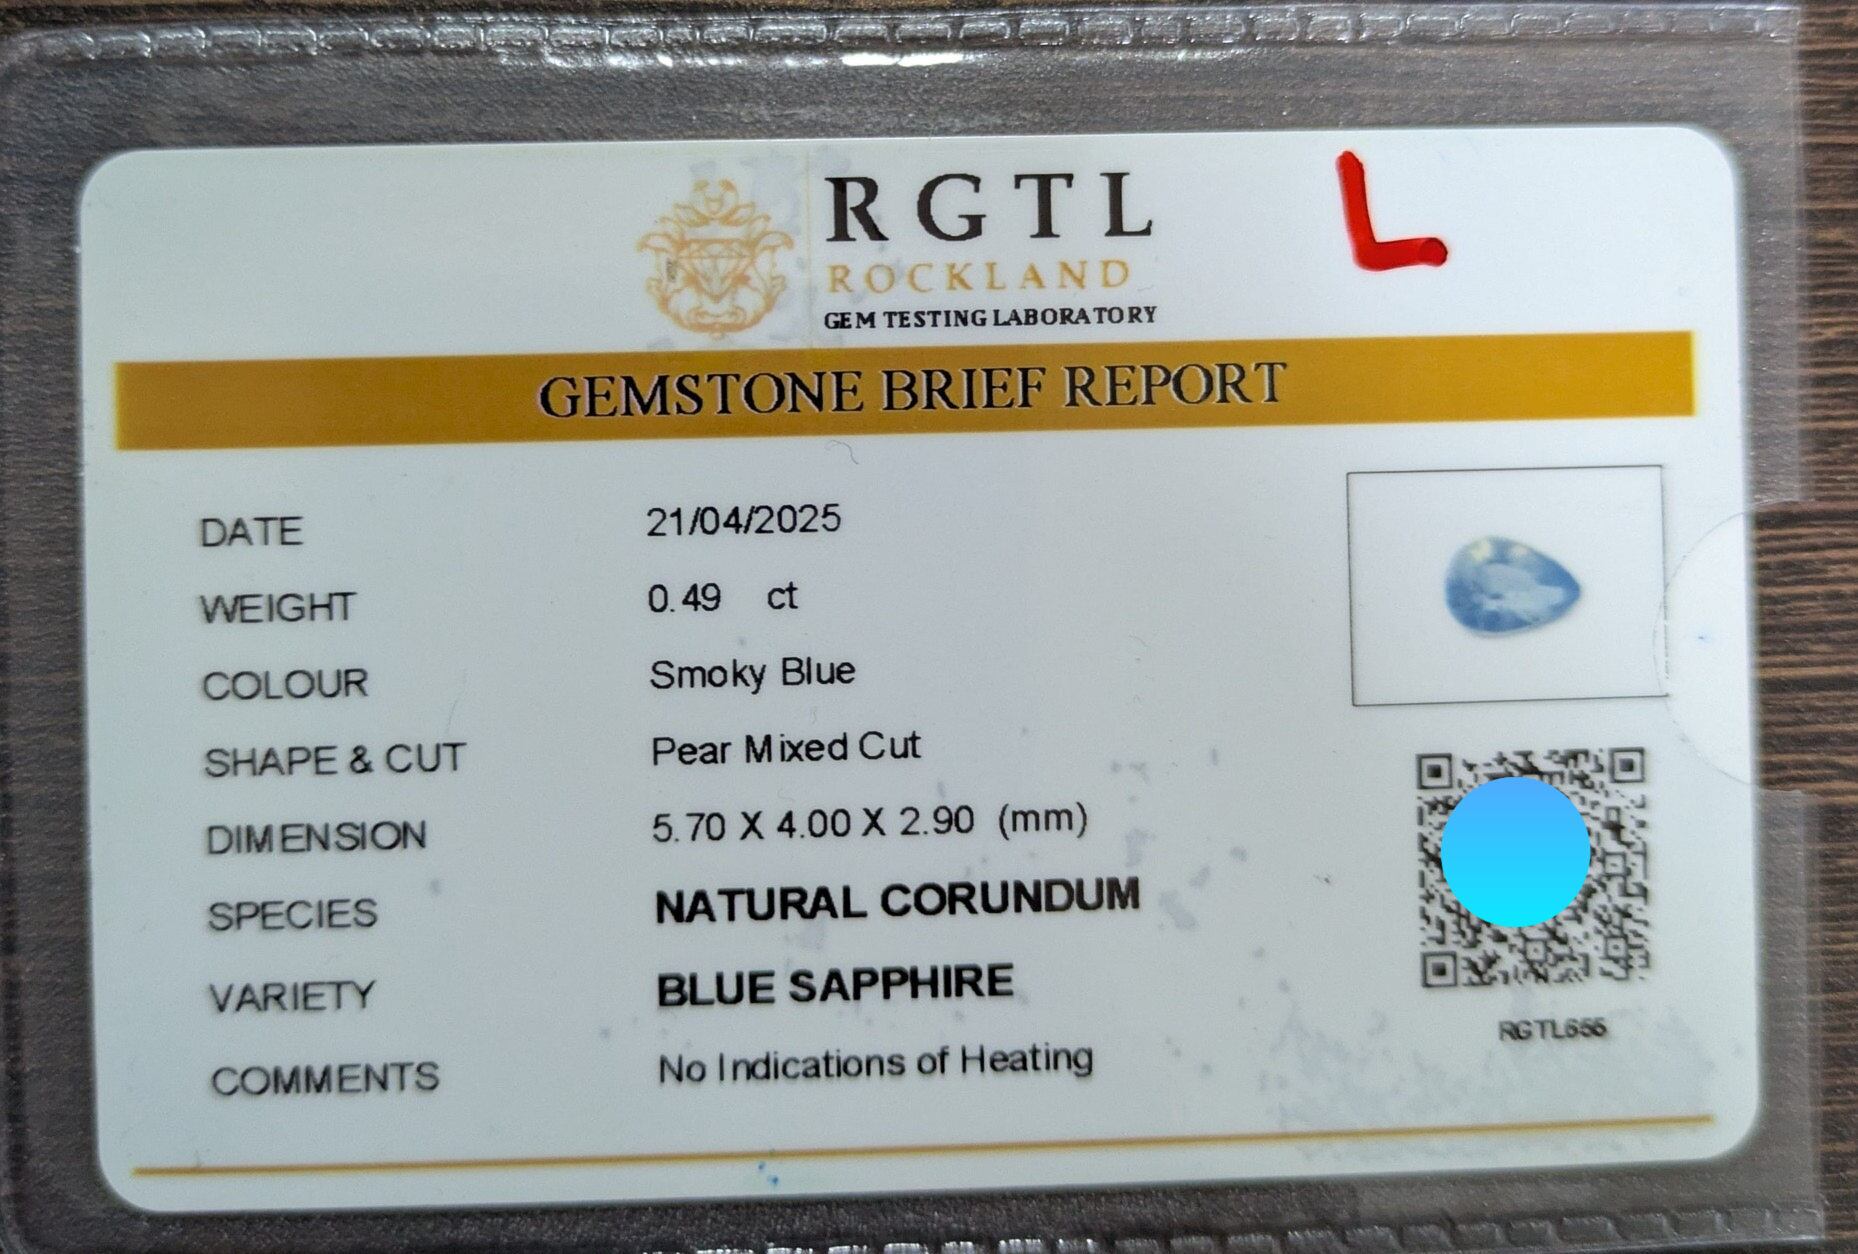 RGTL
L
ROCKLAND
GEM TESTING LABORATORY
GEMSTONE BRIEF REPORT
DATE 21/04/2025
WEIGHT 0.49 ct
COLOUR Smoky Blue
SHAPE & CUT Pear Mixed Cut
DIMENSION 5.70 X 4.00 X 2.90 (mm)
SPECIES NATURAL CORUNDUM
VARIETY BLUE SAPPHIRE
COMMENTS No Indications of Heating